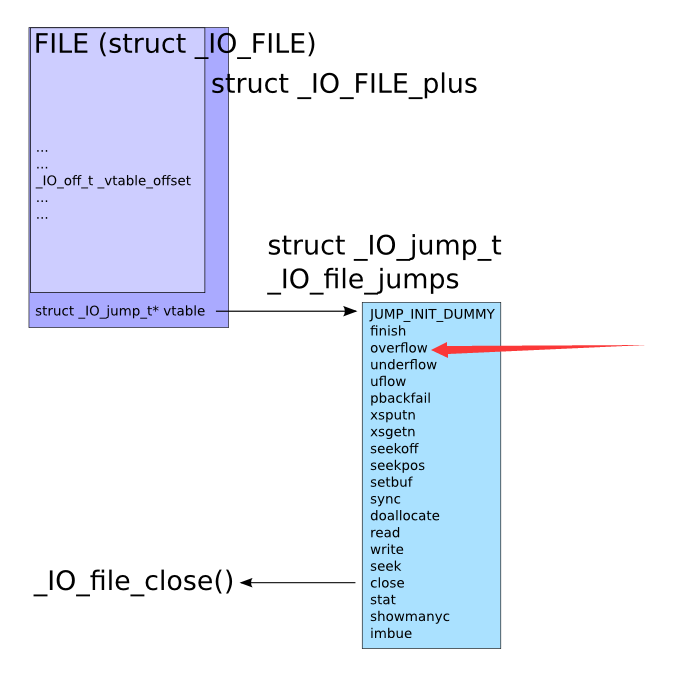 FILE (struct _IO_FILE)
struct _IO_FILE_plus
...
...
_IO_off_t _vtable_offset
...
...
struct _IO_jump_t* vtable
struct _IO_jump_t
_IO_file_jumps
JUMP_INIT_DUMMY
finish
overflow
underflow
uflow
pbackfail
xsputn
xsgetn
seekoff
seekpos
setbuf
sync
doallocate
read
write
seek
close
stat
showmanyc
imbue
_IO_file_close()